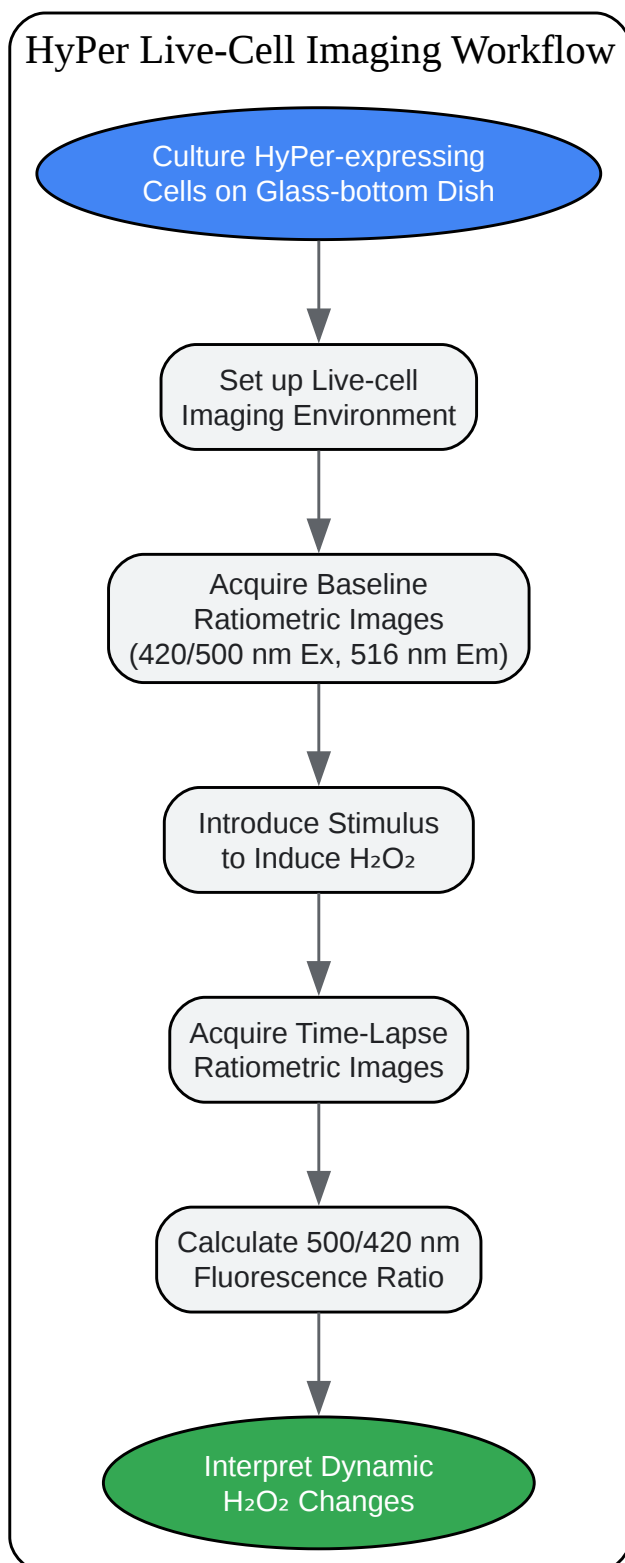 HyPer Live-Cell Imaging Workflow
Culture HyPer-expressing
Cells on Glass-bottom Dish
Set up Live-cell
Imaging Environment
Acquire Baseline
Ratiometric Images
(420/500 nm Ex, 516 nm Em)
Introduce Stimulus
to Induce H₂O₂
Acquire Time-Lapse
Ratiometric Images
Calculate 500/420 nm
Fluorescence Ratio
Interpret Dynamic
H₂O₂ Changes